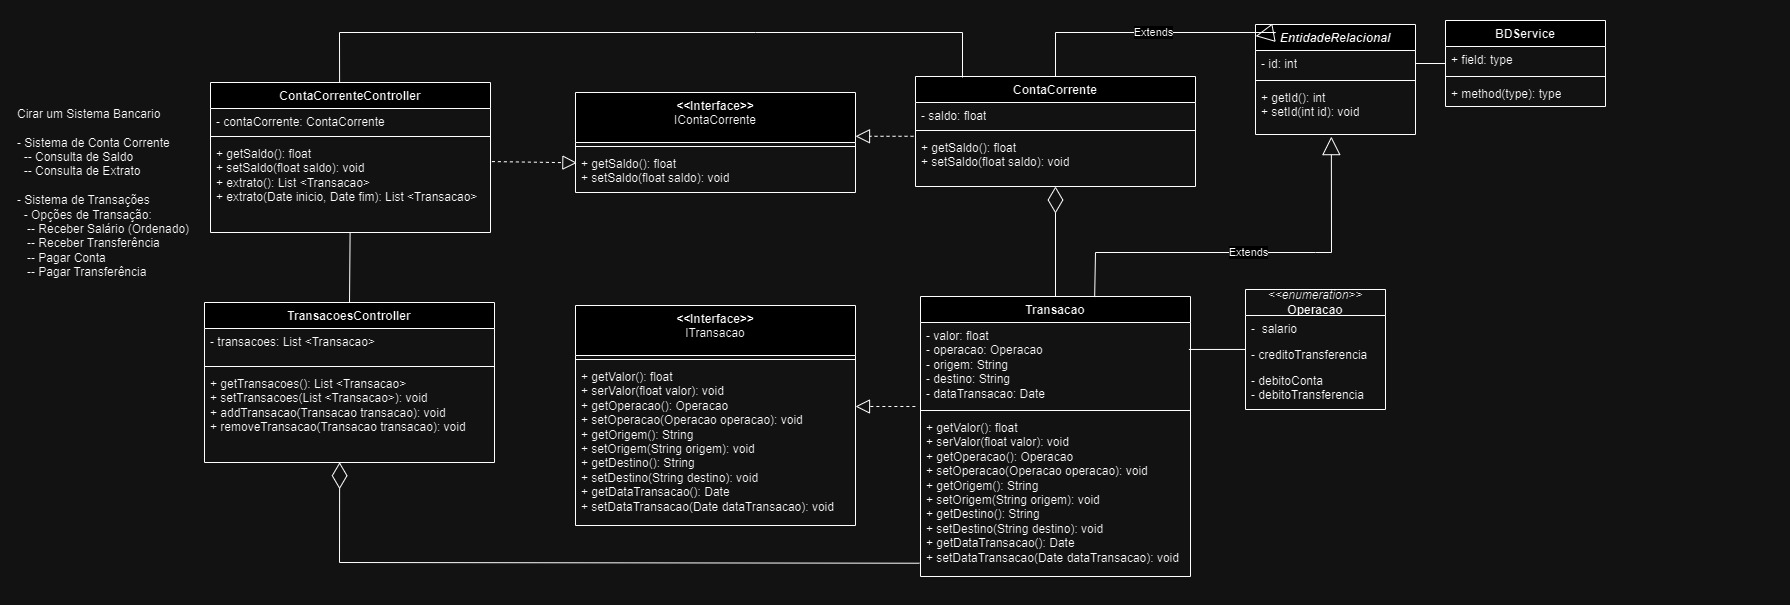 Cirar um Sistema Bancario
- Sistema de Conta Corrente
-- Consulta de Saldo
-- Consulta de Extrato
- Sistema de Transações
- Opções de Transação:
-- Receber Salário (Ordenado)
-- Receber Transferência
-- Pagar Conta
-- Pagar Transferência
ContaCorrenteController
- contaCorrente: ContaCorrente
+ getSaldo(): float
+ setSaldo(float saldo): void
+ extrato(): List <Transacao>
+ extrato(Date inicio, Date fim): List <Transacao>
<<Interface>>
IContaCorrente
+ getSaldo(): float
+ setSaldo(float saldo): void
ContaCorrente
- saldo: float
+ getSaldo(): float
+ setSaldo(float saldo): void
Extends
EntidadeRelacional
- id: int
+ getId(): int
+ setId(int id): void
BDService
+ field: type
+ method(type): type
Extends
TransacoesController
- transacoes: List <Transacao>
+ getTransacoes(): List <Transacao>
+ setTransacoes(List <Transacao>): void
+ addTransacao(Transacao transacao): void
+ removeTransacao(Transacao transacao): void
<<Interface>>
ITransacao
+ getValor(): float
+ serValor(float valor): void
+ getOperacao(): Operacao
+ setOperacao(Operacao operacao): void
+ getOrigem(): String
+ setOrigem(String origem): void
+ getDestino(): String
+ setDestino(String destino): void
+ getDataTransacao(): Date
+ setDataTransacao(Date dataTransacao): void
Transacao
- valor: float
- operacao: Operacao
- origem: String
- destino: String
- dataTransacao: Date
+ getValor(): float
+ serValor(float valor): void
+ getOperacao(): Operacao
+ setOperacao(Operacao operacao): void
+ getOrigem(): String
+ setOrigem(String origem): void
+ getDestino(): String
+ setDestino(String destino): void
+ getDataTransacao(): Date
+ setDataTransacao(Date dataTransacao): void
<<enumeration>>
Operacao
- salario
- creditoTransferencia
- debitoConta
- debitoTransferencia